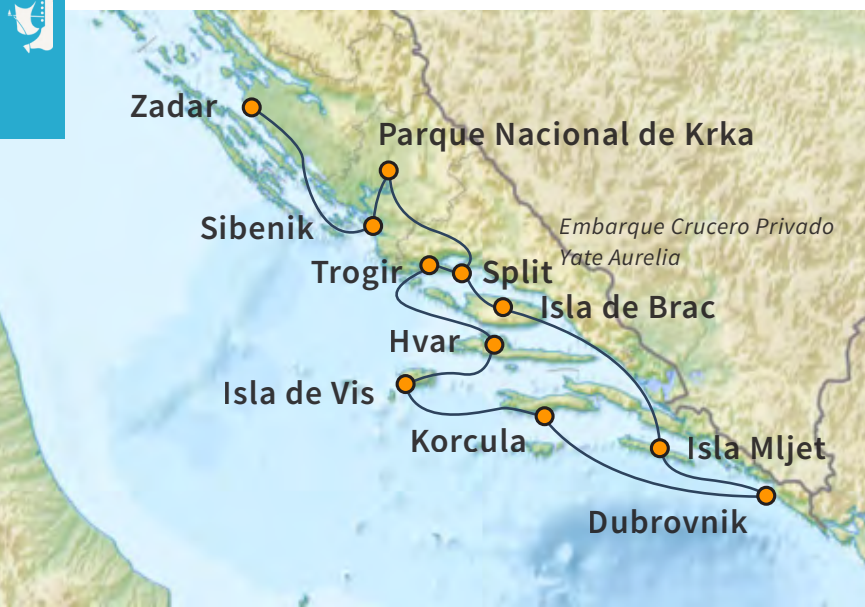 Zadar
Parque Nacional de Krka
Sibenik
Embarque Crucero Privado
Yate Aurelia
Trogir
Split
Isla de Brac
Hvar
Isla de Vis
Korcula
Isla Mljet
Dubrovnik